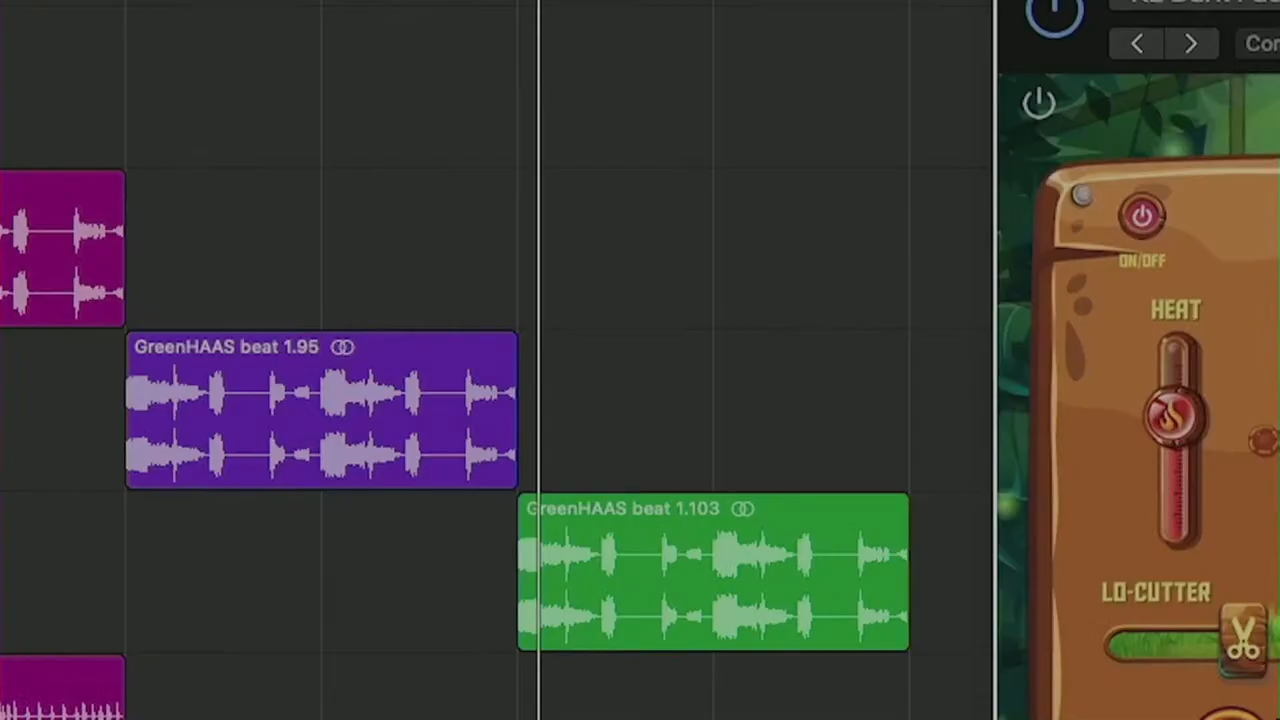 GreenHAAS beat 1.95
GreenHAAS beat 1.103
ON/OFF
HEAT
LO-CUTTER